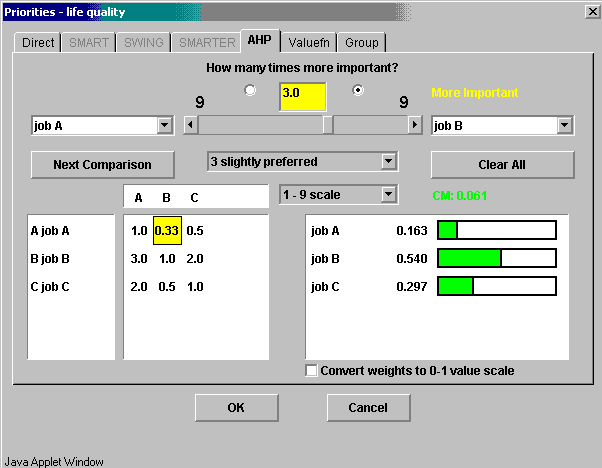 Priorities - life quality
Direct SMART SWING SMARTER AHP Valuefn Group
How many times more important?
9 3.0 9 More Important
job A job B
Next Comparison 3 slightly preferred Clear All
A B C 1 - 9 scale CM: 0.061
A job A 1.0 0.33 0.5 job A 0.163
B job B 3.0 1.0 2.0 job B 0.540
C job C 2.0 0.5 1.0 job C 0.297
Convert weights to 0-1 value scale
OK Cancel
Java Applet Window